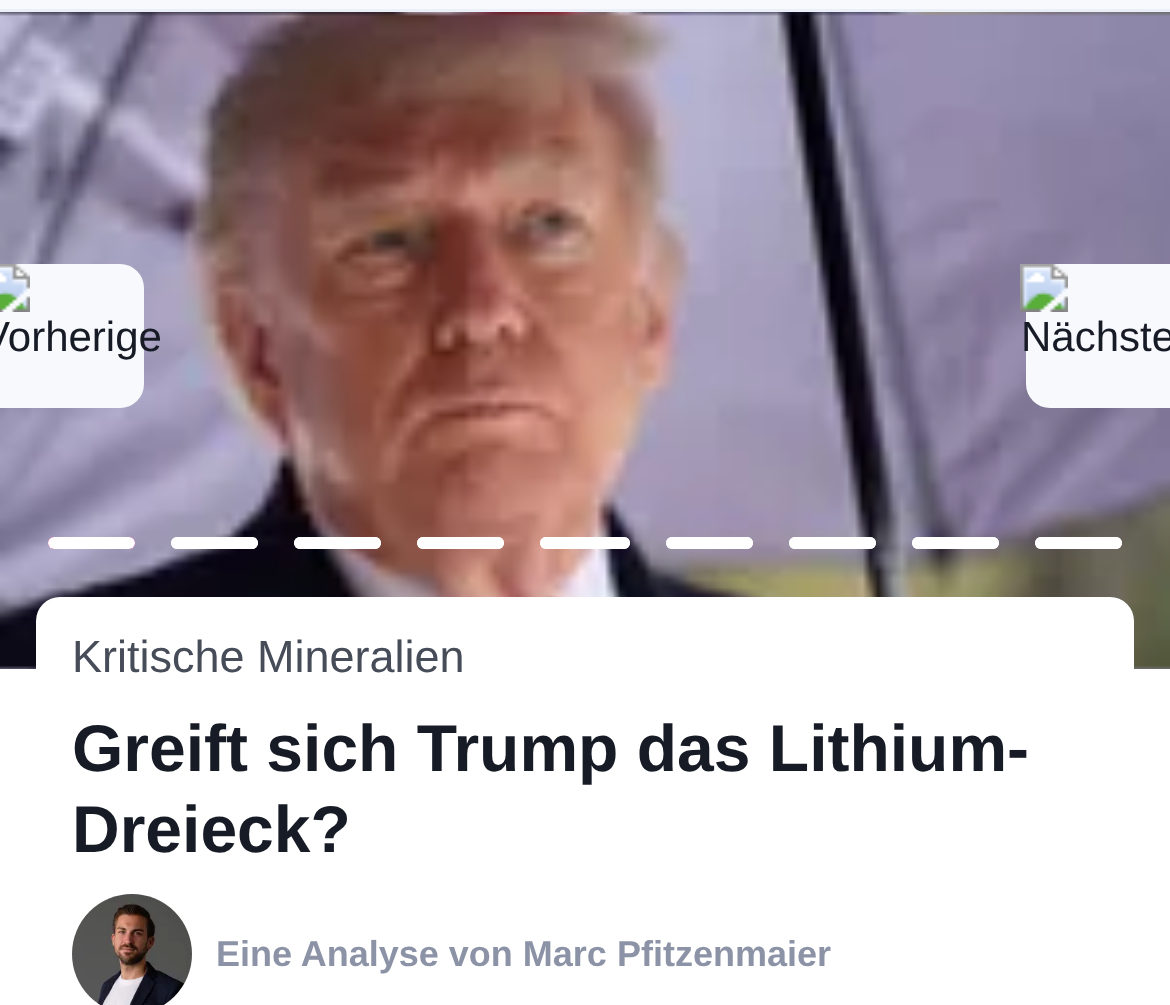 Vorherige
Nächste
Kritische Mineralien
Greift sich Trump das Lithium-
Dreieck?
Eine Analyse von Marc Pfitzenmaier